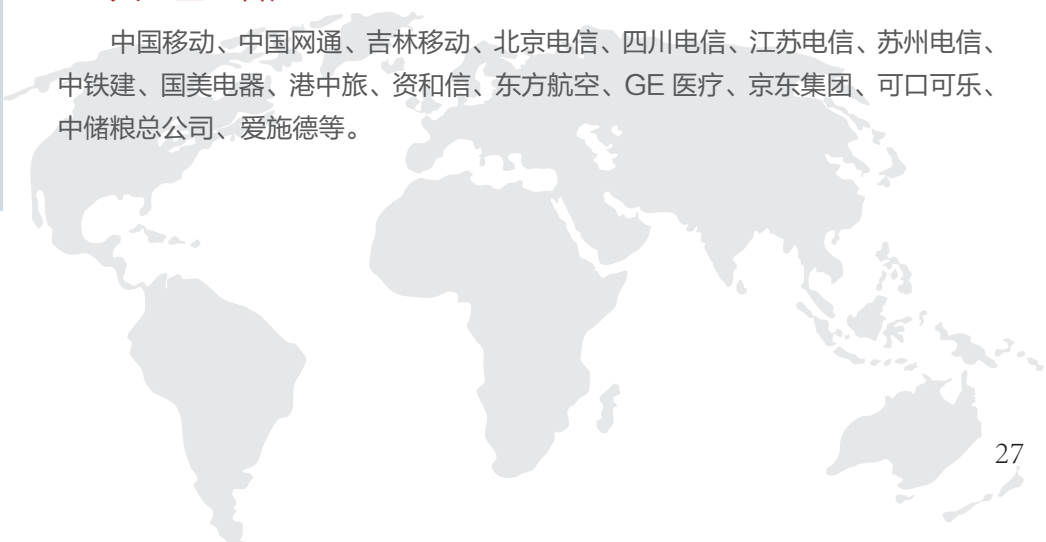 中国移动、中国网通、吉林移动、北京电信、四川电信、江苏电信、苏州电信、
中铁建、国美电器、港中旅、资和信、东方航空、GE 医疗、京东集团、可口可乐、
中储粮总公司、爱施德等。
27